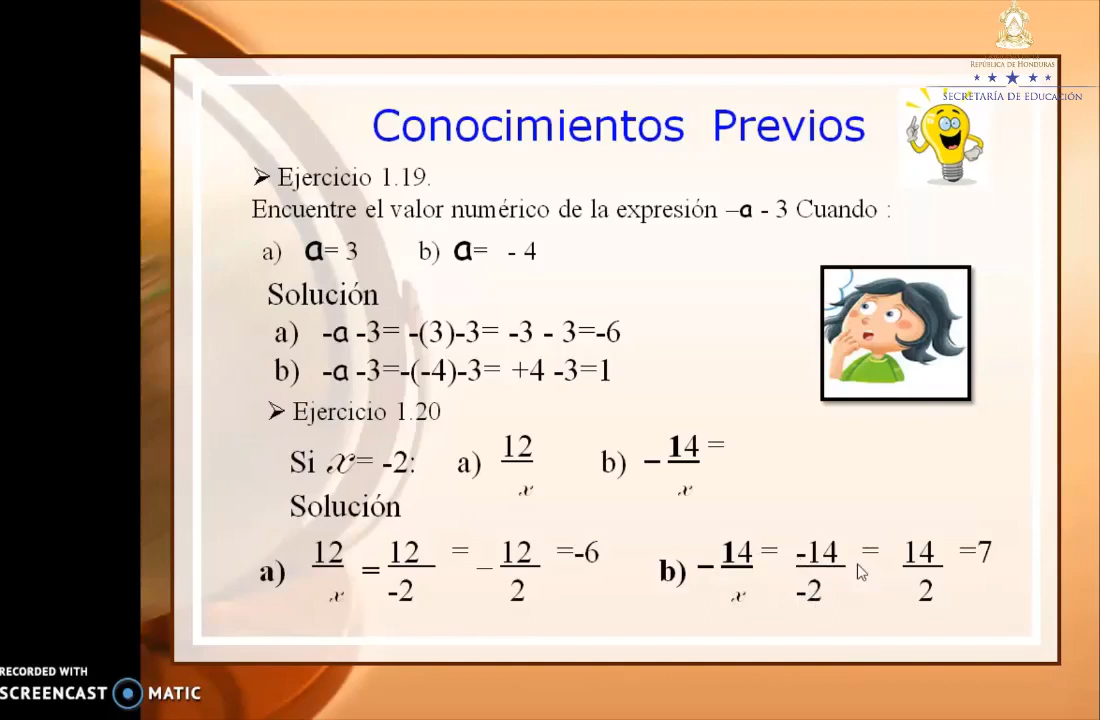 REPÚBLICA DE HONDURAS
SECRETARÍA DE EDUCACIÓN
Conocimientos Previos
➢ Ejercicio 1.19.
Encuentre el valor numérico de la expresión –a - 3 Cuando :
a) a= 3 b) a= - 4
Solución
a) -a -3= -(3)-3= -3 - 3=-6
b) -a -3=-(-4)-3= +4 -3=1
➢ Ejercicio 1.20
Si x= -2: a) 12/x b) –14/x =
Solución
a) 12/x = 12/-2 = –12/2 =-6 b) –14/x = -14/-2 = 14/2 =7
RECORDED WITH
SCREENCAST MATIC